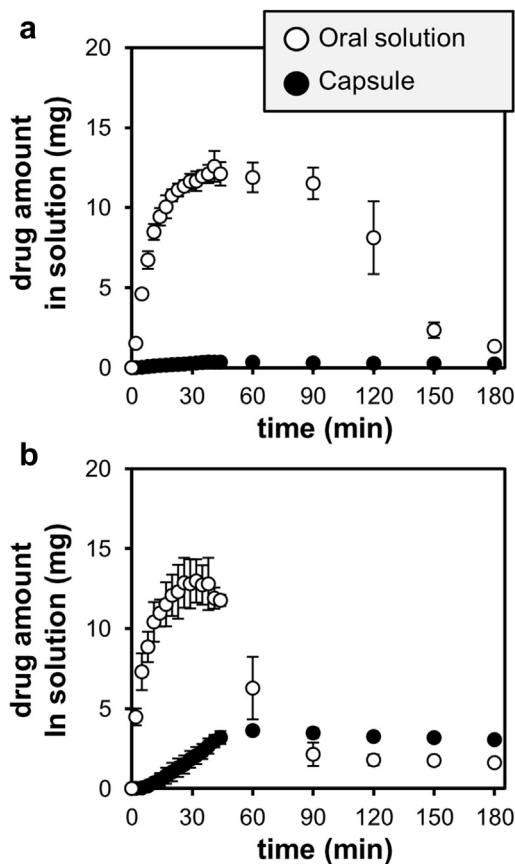 a
Oral solution
Capsule
drug amount
in solution (mg)
20
15
10
5
0
0 30 60 90 120 150 180
time (min)
b
drug amount
In solution (mg)
20
15
10
5
0
0 30 60 90 120 150 180
time (min)